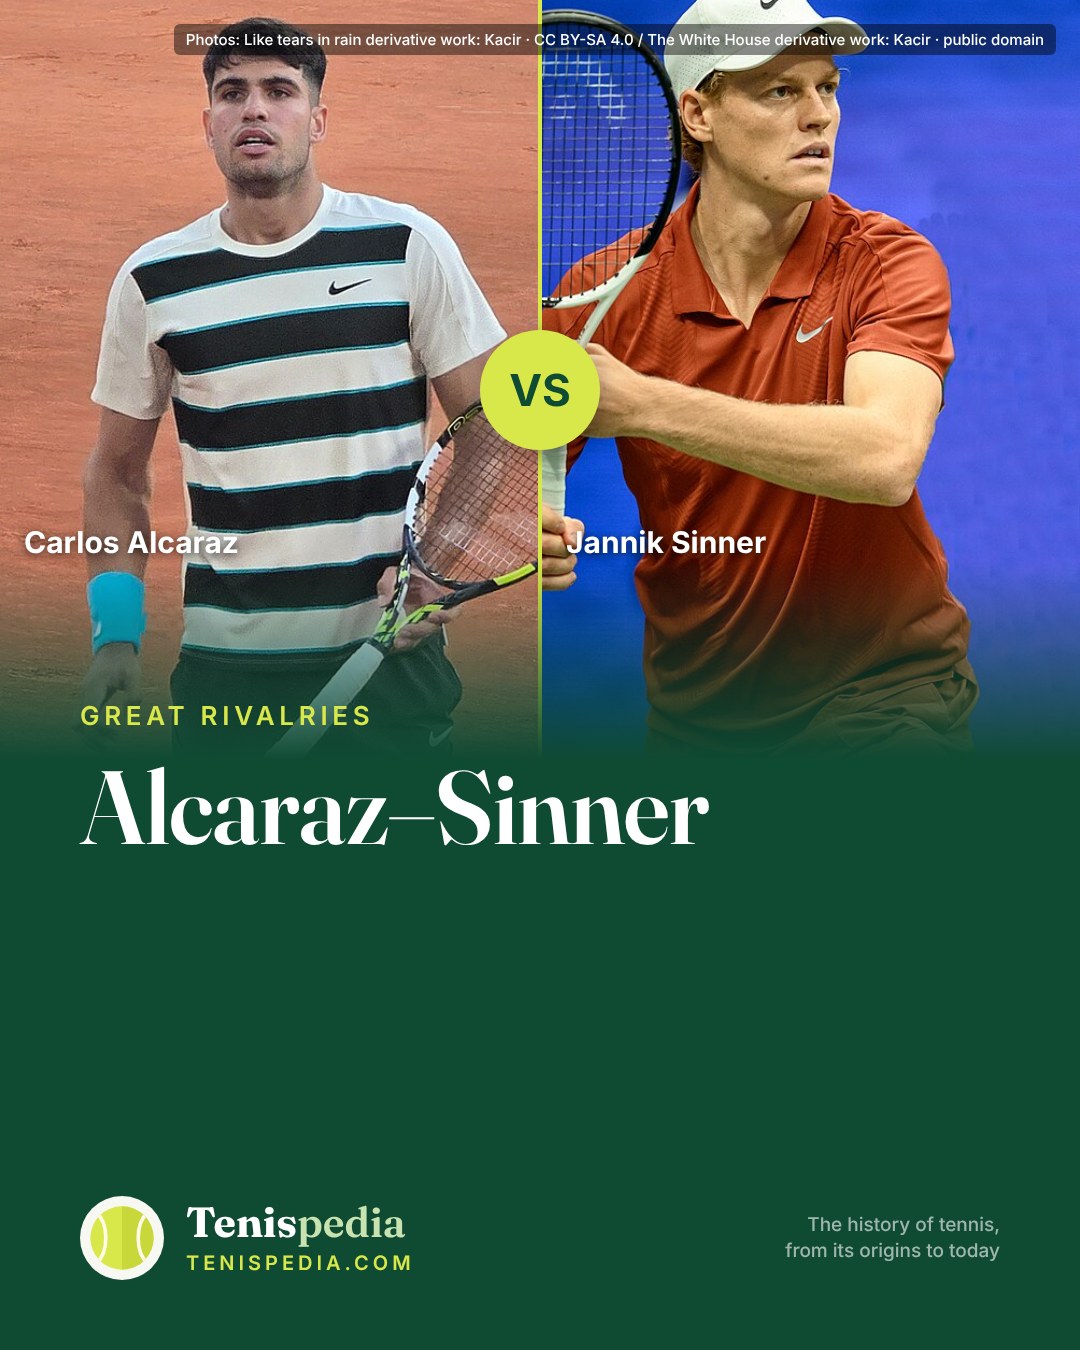 Photos: Like tears in rain derivative work: Kacir · CC BY-SA 4.0 / The White House derivative work: Kacir · public domain
VS
Carlos Alcaraz
Jannik Sinner
GREAT RIVALRIES
Alcaraz–Sinner
Tenispedia
TENISPEDIA.COM
The history of tennis,
from its origins to today